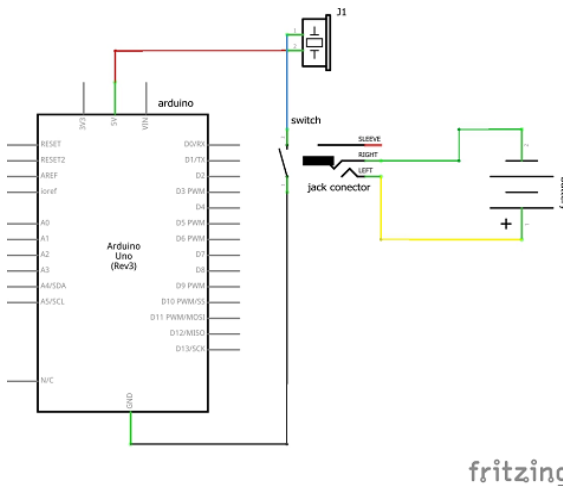 J1
arduino
3V3
5V
VIN
switch
RESET
RESET2
AREF
ioref
A0
A1
A2
A3
A4/SDA
A5/SCL
N/C
D0/RX
D1/TX
D2
D3 PWM
D4
D5 PWM
D6 PWM
D7
D8
D9 PWM
D10 PWM/SS
D11 PWM/MOSI
D12/MISO
D13/SCK
Arduino
Uno
(Rev3)
GND
SLEEVE
RIGHT
LEFT
jack conector
+
fritzing